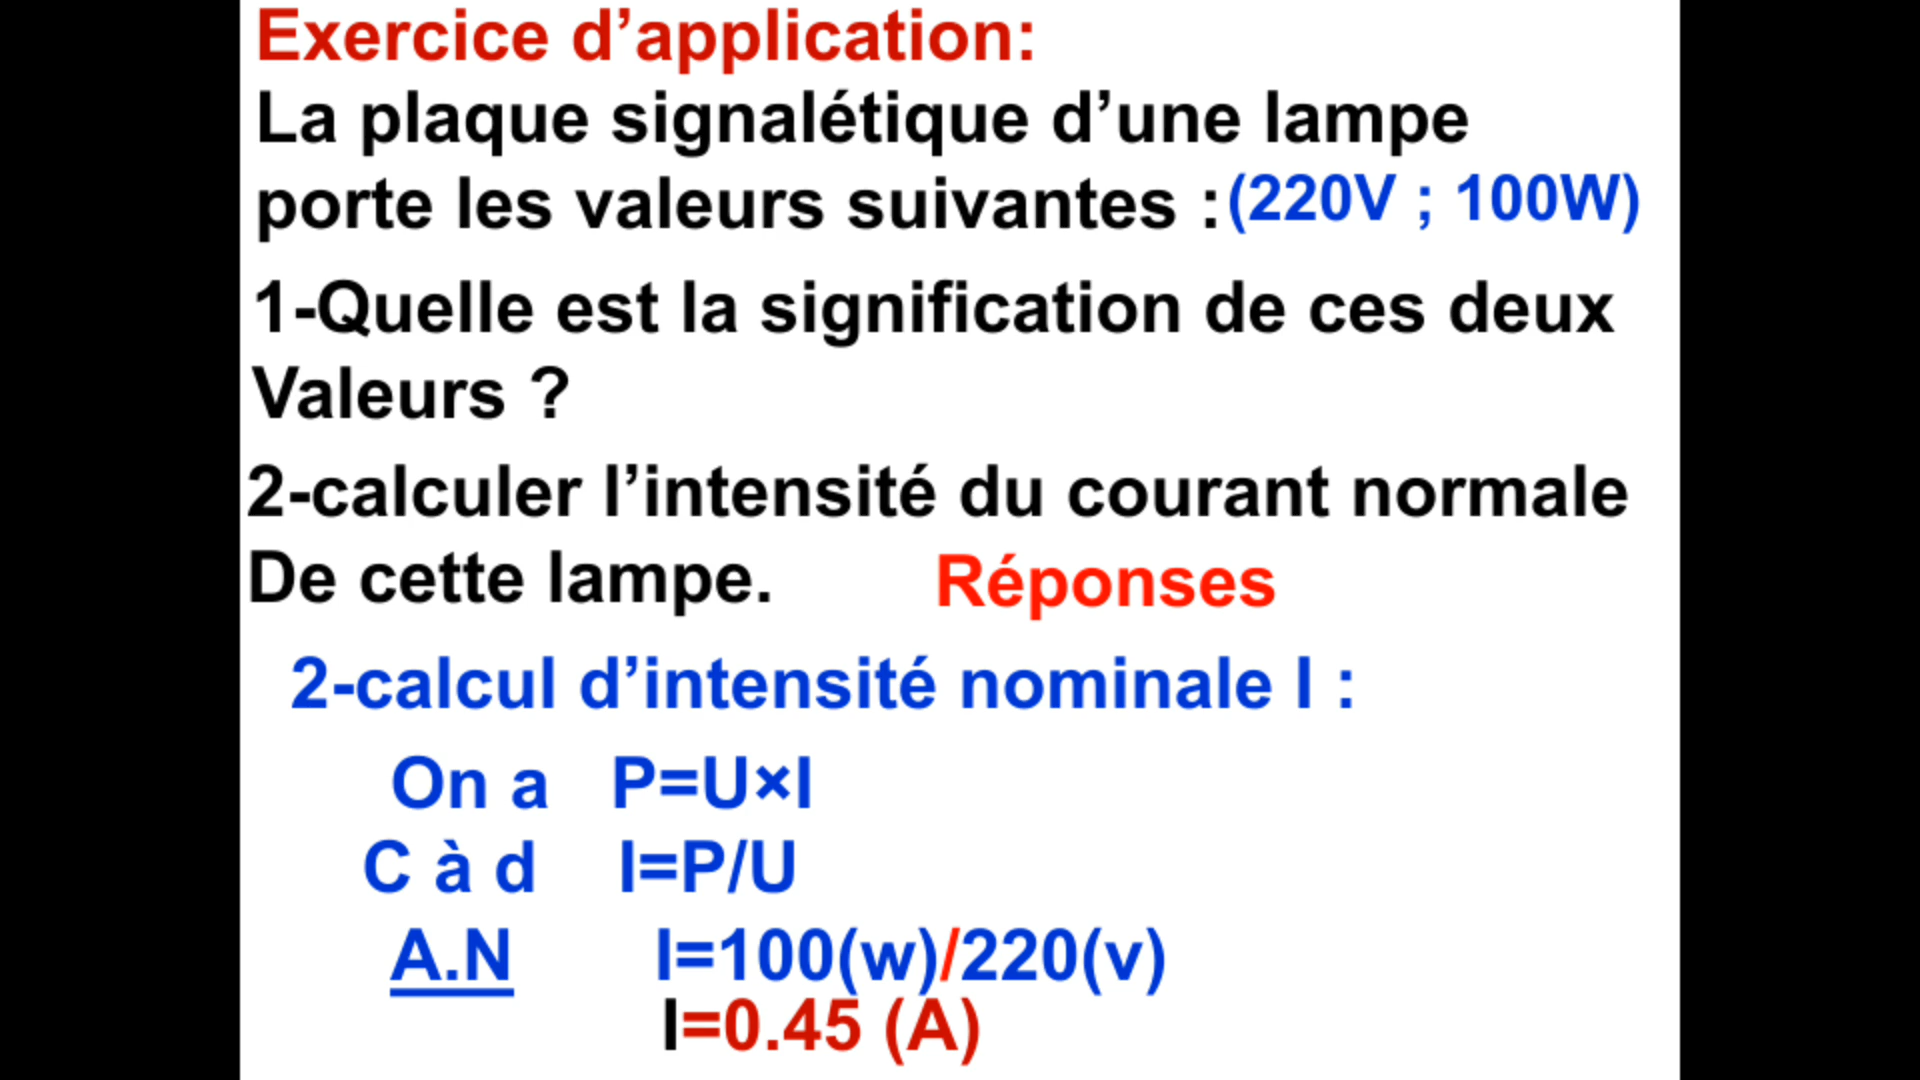 Exercice d’application:
La plaque signalétique d’une lampe
porte les valeurs suivantes :(220V ; 100W)
1-Quelle est la signification de ces deux
Valeurs ?
2-calculer l’intensité du courant normale
De cette lampe. Réponses
2-calcul d’intensité nominale I :
On a P=U×I
C à d I=P/U
A.N I=100(w)/220(v)
I=0.45 (A)